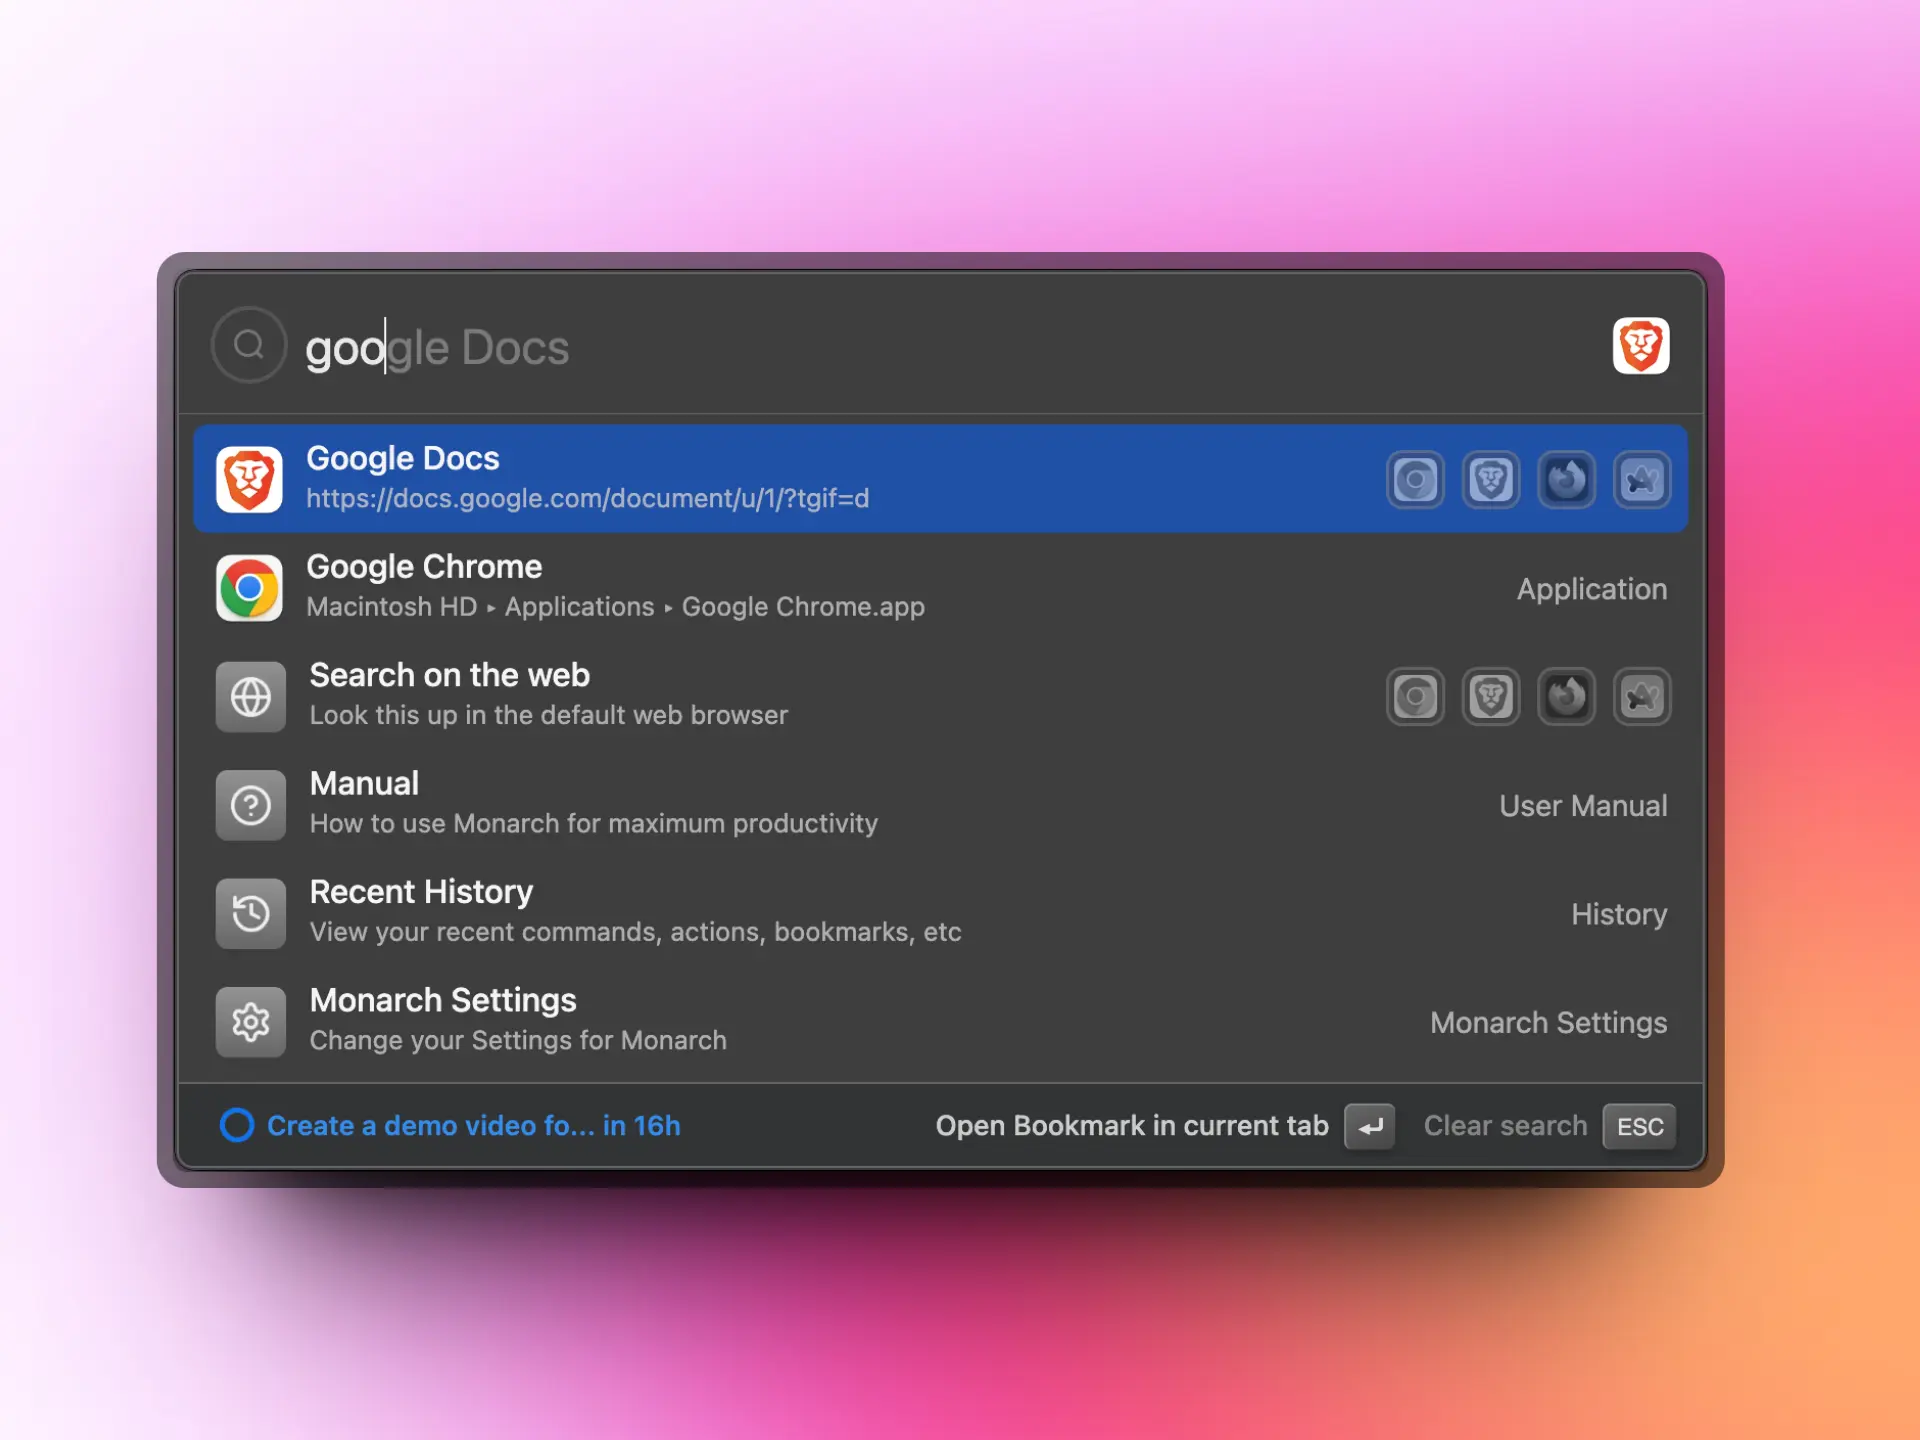 google Docs
Google Docs
https://docs.google.com/document/u/1/?tgif=d
Google Chrome
Macintosh HD ▸ Applications ▸ Google Chrome.app
Application
Search on the web
Look this up in the default web browser
Manual
How to use Monarch for maximum productivity
User Manual
Recent History
View your recent commands, actions, bookmarks, etc
History
Monarch Settings
Change your Settings for Monarch
Monarch Settings
Create a demo video fo... in 16h
Open Bookmark in current tab
Clear search ESC